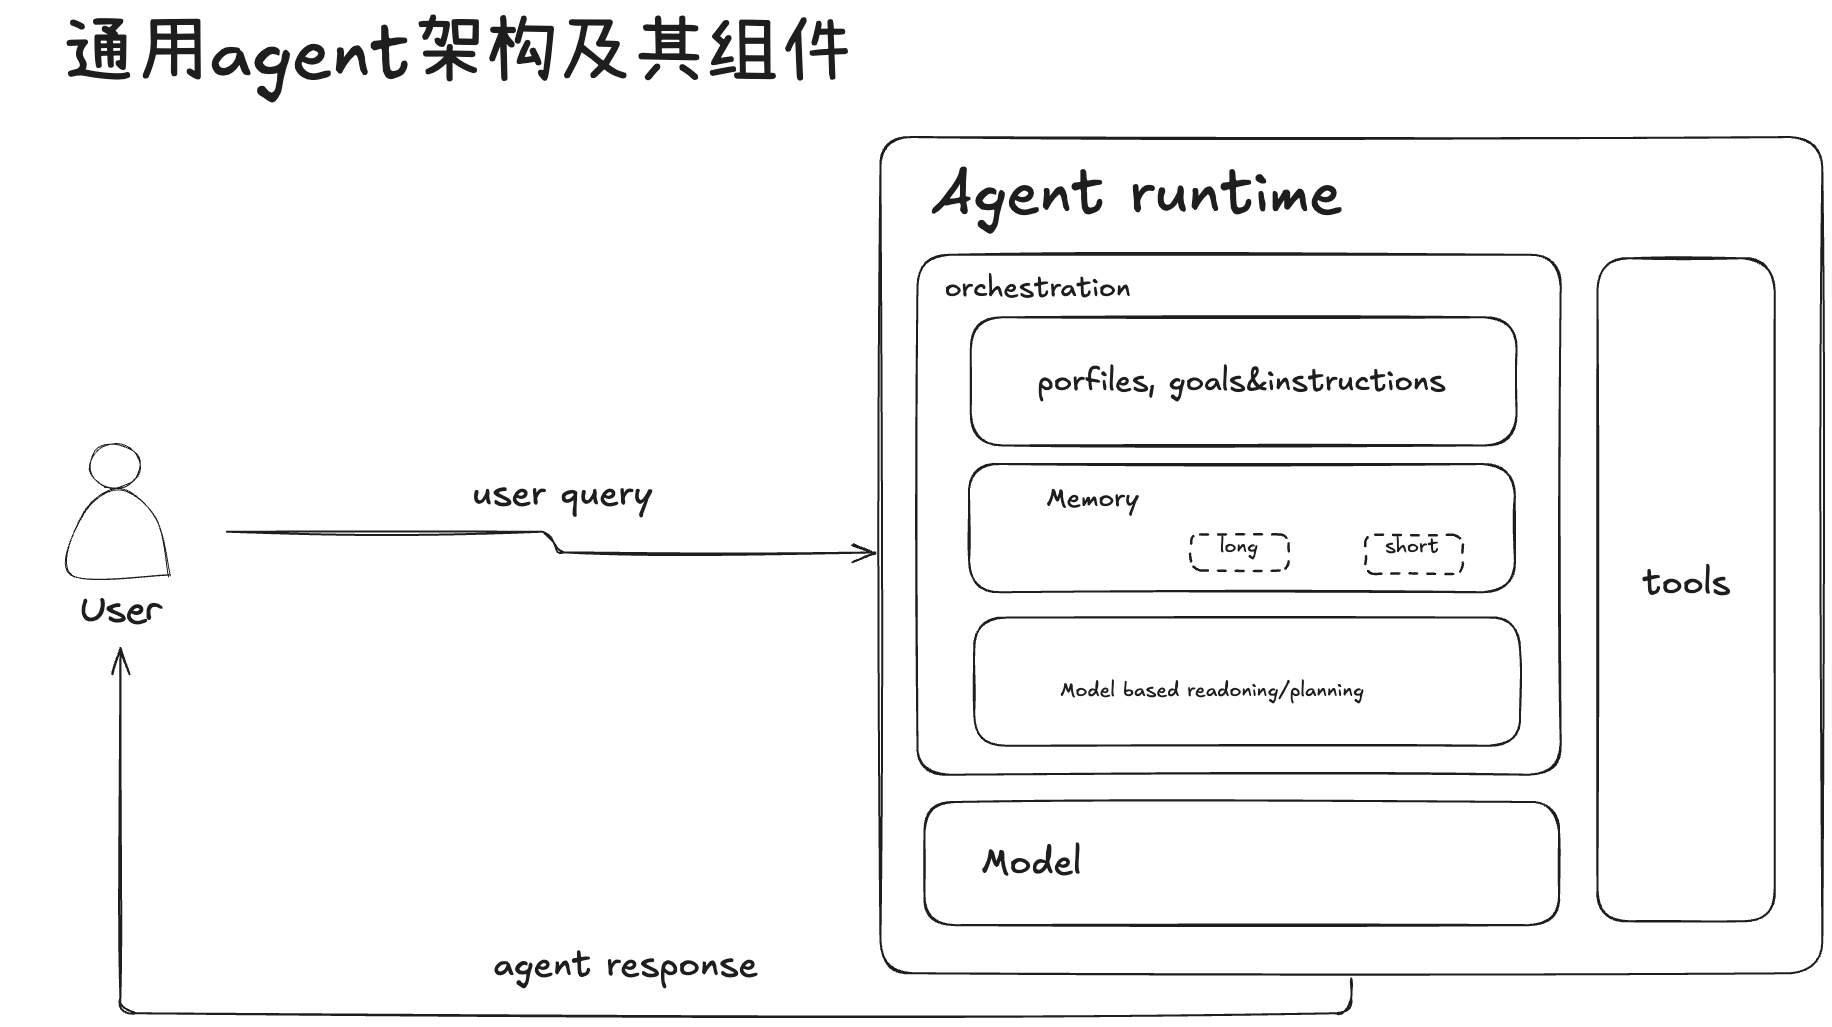 通用agent架构及其组件
Agent runtime
orchestration
porfiles, goals&instructions
user query
Memory
long
short
tools
User
Model based readoning/planning
Model
agent response